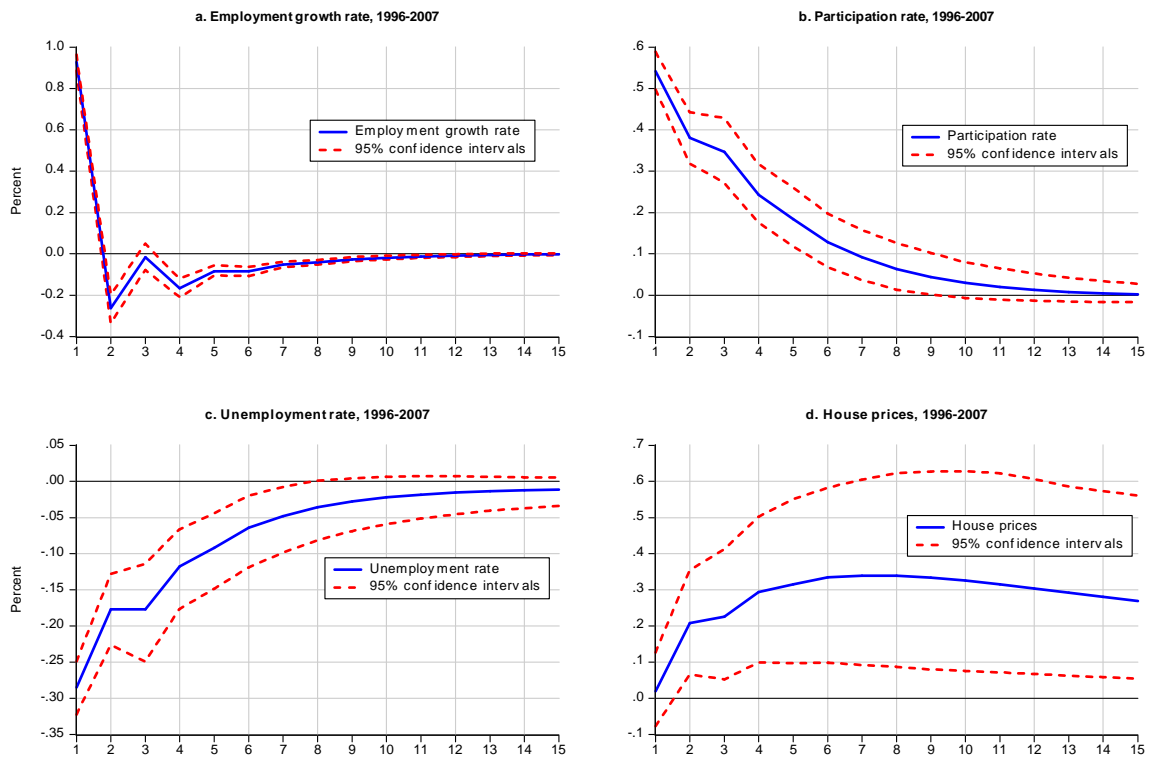 a. Employment growth rate, 1996-2007
1.0
0.8
0.6
0.4
0.2
0.0
-0.2
-0.4
Percent
Employment growth rate
95% confidence intervals
1 2 3 4 5 6 7 8 9 10 11 12 13 14 15
b. Participation rate, 1996-2007
.6
.5
.4
.3
.2
.1
.0
-.1
Participation rate
95% confidence intervals
1 2 3 4 5 6 7 8 9 10 11 12 13 14 15
c. Unemployment rate, 1996-2007
.05
.00
-.05
-.10
-.15
-.20
-.25
-.30
-.35
Percent
Unemployment rate
95% confidence intervals
1 2 3 4 5 6 7 8 9 10 11 12 13 14 15
d. House prices, 1996-2007
.7
.6
.5
.4
.3
.2
.1
.0
-.1
House prices
95% confidence intervals
1 2 3 4 5 6 7 8 9 10 11 12 13 14 15